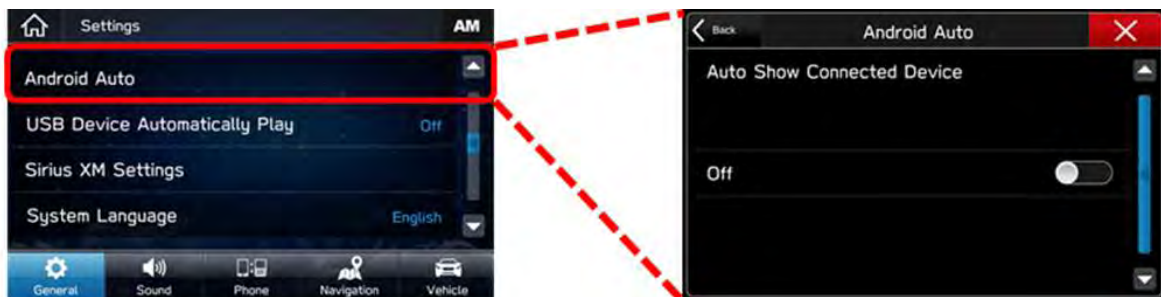 Settings
AM
Android Auto
USB Device Automatically Play
Off
Sirius XM Settings
System Language
English
General
Sound
Phone
Navigation
Vehicle
Back
Android Auto
Auto Show Connected Device
Off